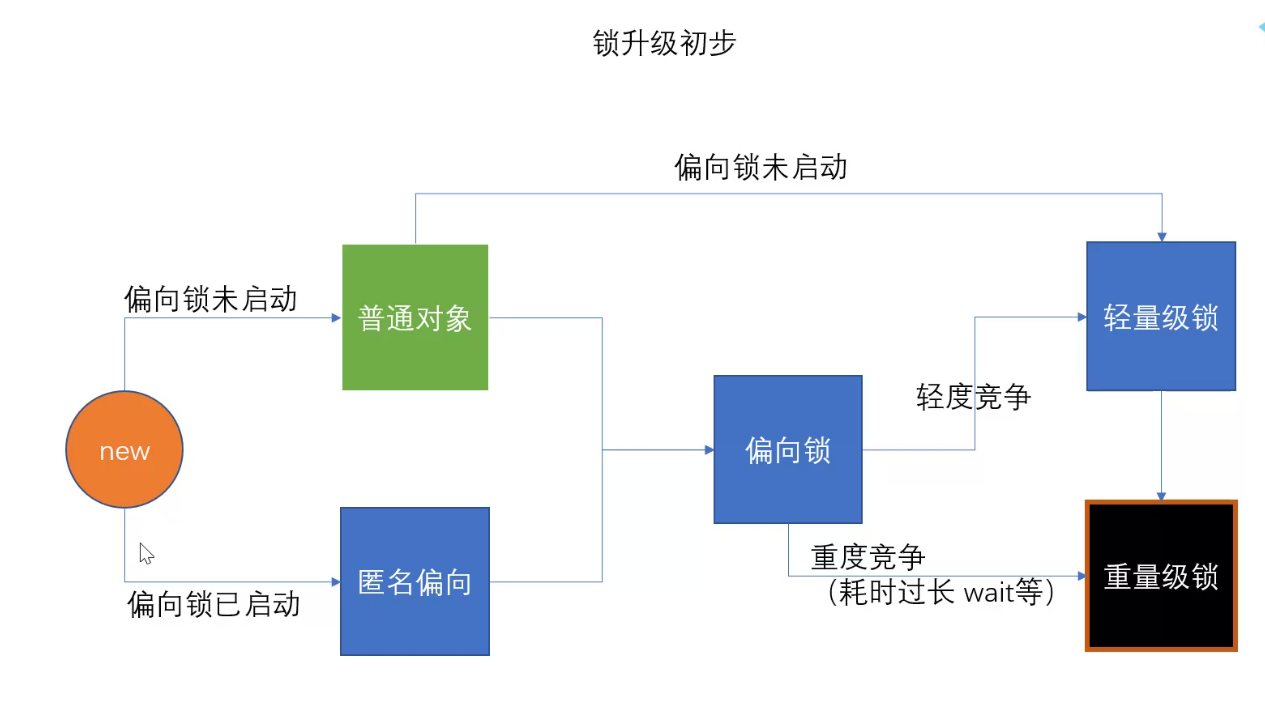 锁升级初步
偏向锁未启动
偏向锁未启动
普通对象
轻量级锁
轻度竞争
new
偏向锁
重度竞争
（耗时过长 wait等）
匿名偏向
重量级锁
偏向锁已启动